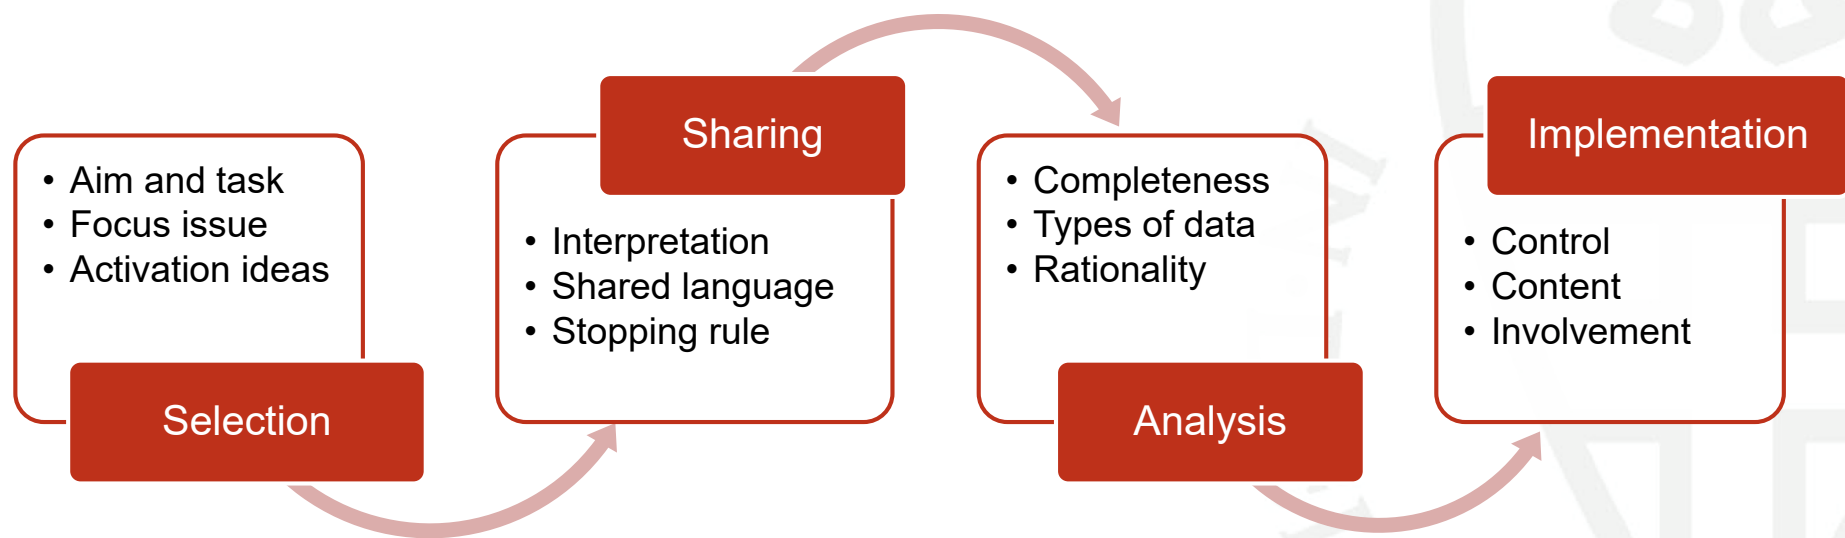 • Aim and task
• Focus issue
• Activation ideas
Selection
Sharing
• Interpretation
• Shared language
• Stopping rule
• Completeness
• Types of data
• Rationality
Analysis
Implementation
• Control
• Content
• Involvement